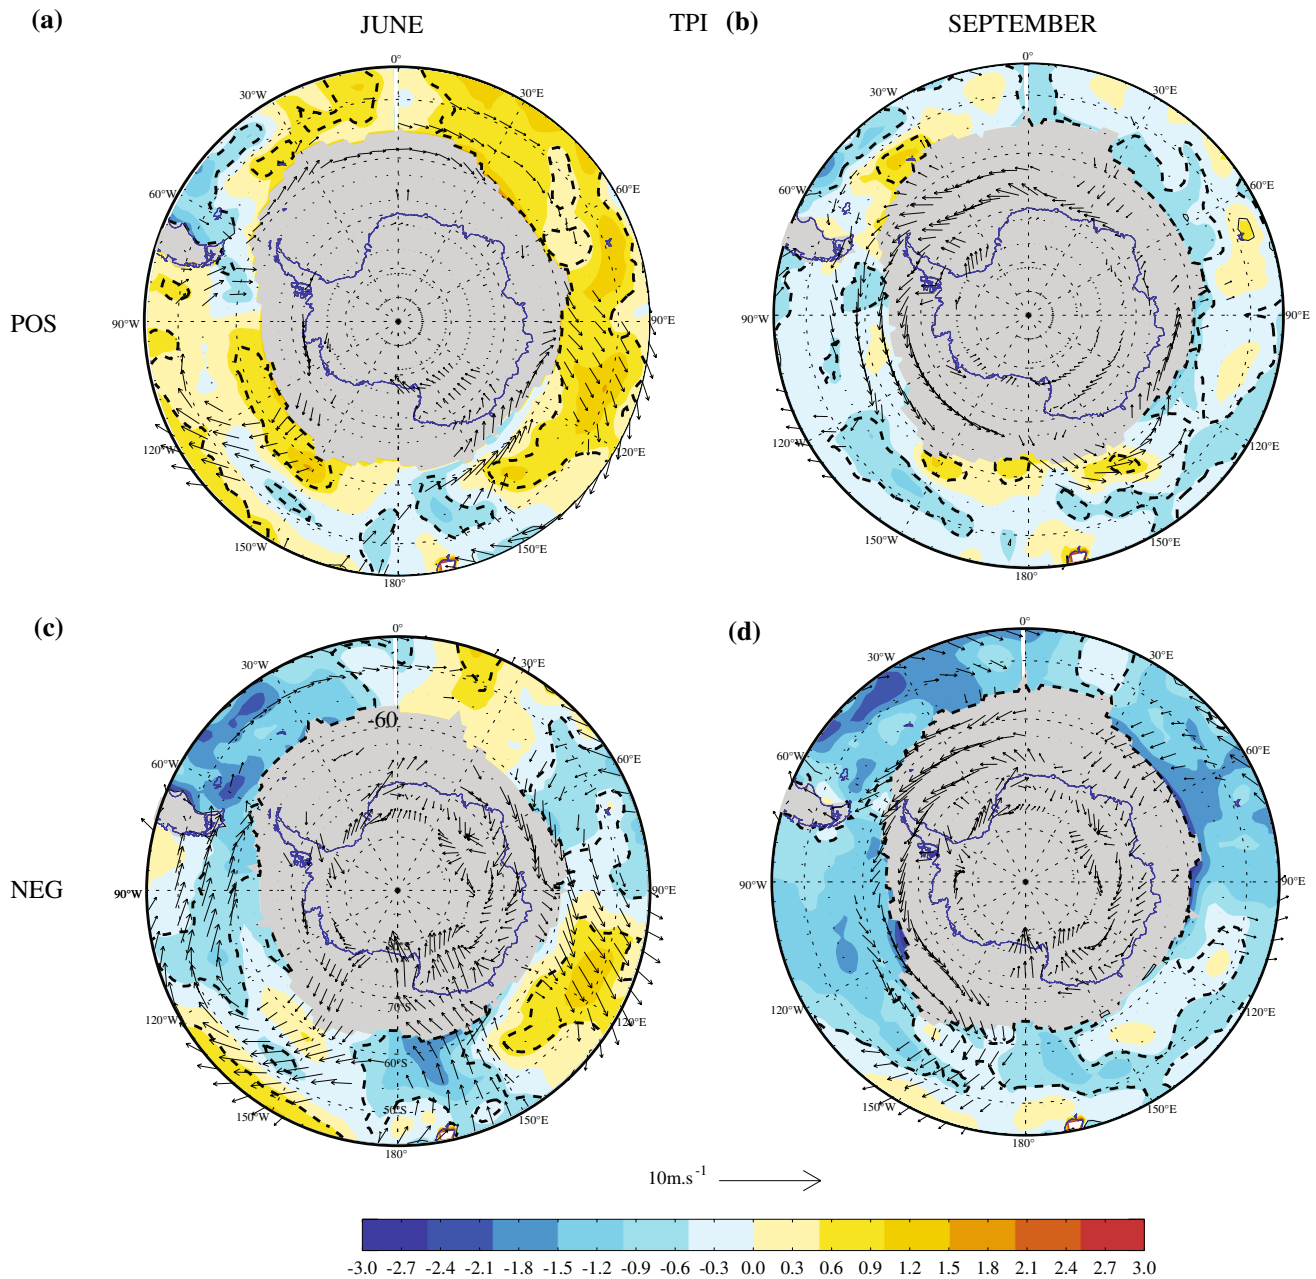 (a) JUNE TPI (b) SEPTEMBER
0° 0°
30°W 30°E 30°W 30°E
60°W 60°E 60°W 60°E
POS 90°W 90°E 90°W 90°E
120°W 120°E 120°W 120°E
150°W 150°E 150°W 150°E
180° 180°
(c) (d)
0° 0°
30°W 30°E 30°W 30°E
-60
60°W 60°E 60°W 60°E
NEG 90°W 90°E 90°W 90°E
70°S
120°W 120°E 120°W 120°E
60°S
50°S
150°W 150°E 150°W 150°E
180° 180°
10m.s-1
-3.0 -2.7 -2.4 -2.1 -1.8 -1.5 -1.2 -0.9 -0.6 -0.3 0.0 0.3 0.6 0.9 1.2 1.5 1.8 2.1 2.4 2.7 3.0